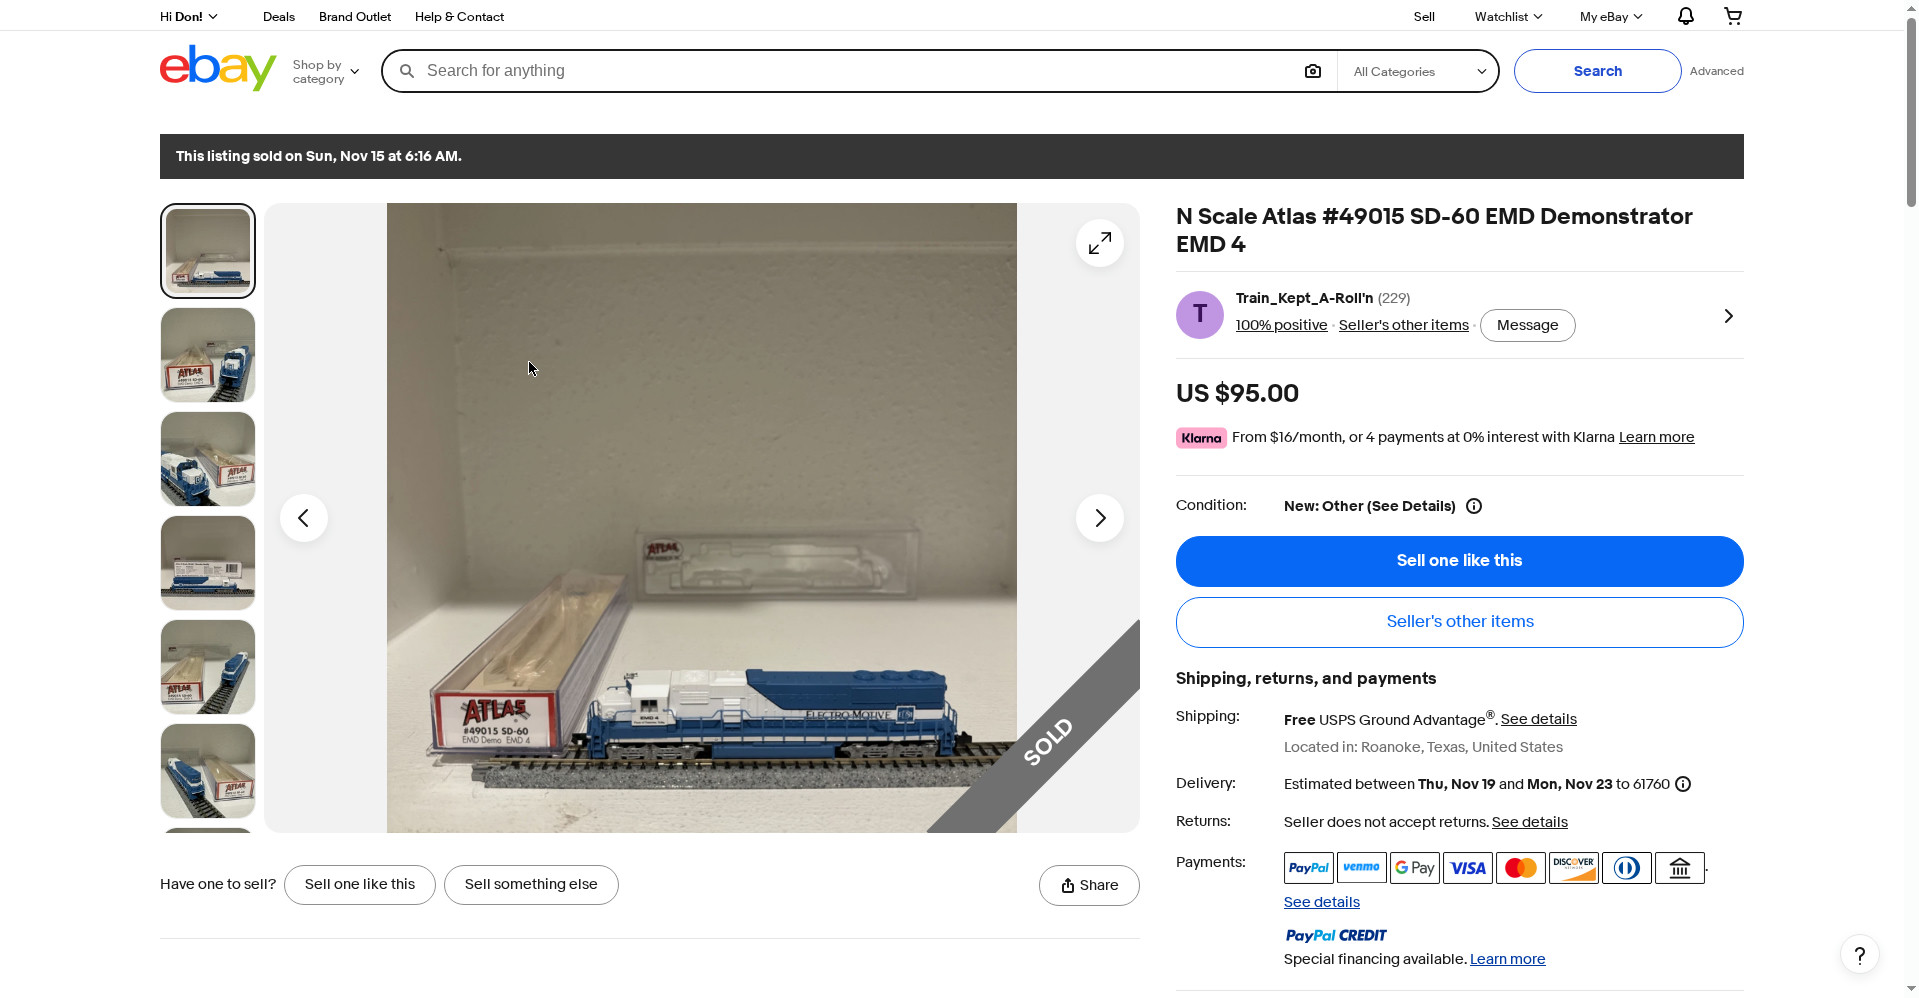 Hi Don!
Deals
Brand Outlet
Help & Contact
Sell
Watchlist
My eBay
ebay
Shop by
category
Search for anything
All Categories
Search
Advanced
This listing sold on Sun, Nov 15 at 6:16 AM.
ATLAS
ATLAS
#49015 SD-60
EMD Demo EMD 4
EMD 4
ELECTRO-MOTIVE
SOLD
Have one to sell?
Sell one like this
Sell something else
Share
N Scale Atlas #49015 SD-60 EMD Demonstrator
EMD 4
T
Train_Kept_A-Roll'n (229)
100% positive · Seller's other items · Message
US $95.00
Klarna From $16/month, or 4 payments at 0% interest with Klarna Learn more
Condition: New: Other (See Details)
Sell one like this
Seller's other items
Shipping, returns, and payments
Shipping: Free USPS Ground Advantage®. See details
Located in: Roanoke, Texas, United States
Delivery: Estimated between Thu, Nov 19 and Mon, Nov 23 to 61760
Returns: Seller does not accept returns. See details
Payments: PayPal venmo G Pay VISA DISCOVER .
See details
PayPal CREDIT
Special financing available. Learn more
?